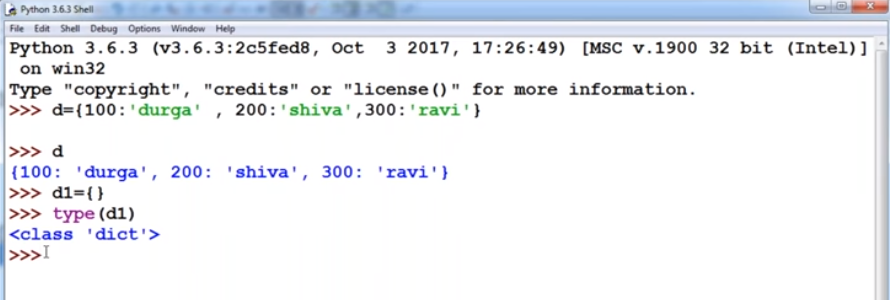 Python 3.6.3 Shell
File Edit Shell Debug Options Window Help
Python 3.6.3 (v3.6.3:2c5fed8, Oct  3 2017, 17:26:49) [MSC v.1900 32 bit (Intel)]
 on win32
Type "copyright", "credits" or "license()" for more information.
>>> d={100:'durga' , 200:'shiva',300:'ravi'}
>>> d
{100: 'durga', 200: 'shiva', 300: 'ravi'}
>>> d1={}
>>> type(d1)
<class 'dict'>
>>>